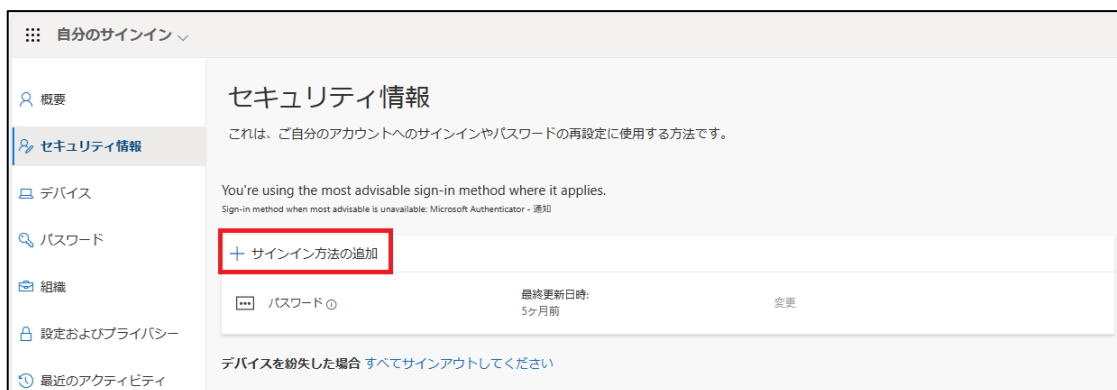 自分のサインイン
概要
セキュリティ情報
デバイス
パスワード
組織
設定およびプライバシー
最近のアクティビティ
セキュリティ情報
これは、ご自分のアカウントへのサインインやパスワードの再設定に使用する方法です。
You're using the most advisable sign-in method where it applies.
Sign-in method when most advisable is unavailable: Microsoft Authenticator - 通知
＋ サインイン方法の追加
パスワード
最終更新日時:
5ヶ月前
変更
デバイスを紛失した場合 すべてサインアウトしてください